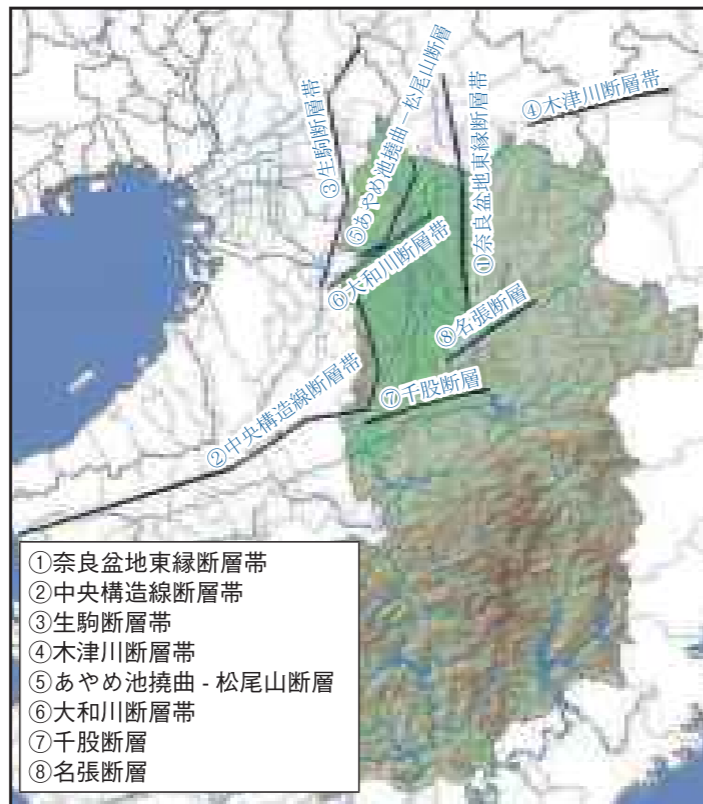 ③生駒断層帯
⑤あやめ池撓曲－松尾山断層
①奈良盆地東縁断層帯
④木津川断層帯
⑥大和川断層帯
⑧名張断層
⑦千股断層
②中央構造線断層帯
①奈良盆地東縁断層帯
②中央構造線断層帯
③生駒断層帯
④木津川断層帯
⑤あやめ池撓曲 - 松尾山断層
⑥大和川断層帯
⑦千股断層
⑧名張断層